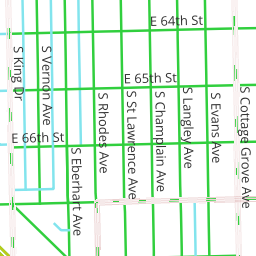 E 64th St
E 65th St
E 66th St
S King Dr
S Vernon Ave
S Eberhart Ave
S Rhodes Ave
S St Lawrence Ave
S Champlain Ave
S Langley Ave
S Evans Ave
S Cottage Grove Ave